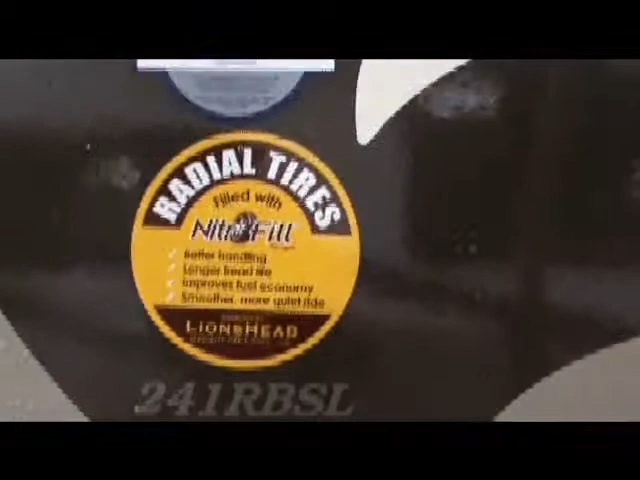 RADIAL TIRES
Filled with
NitroFill
Better handling
Longer tread life
Improves fuel economy
Smoother, more quiet ride
LIONSHEAD
241RBSL